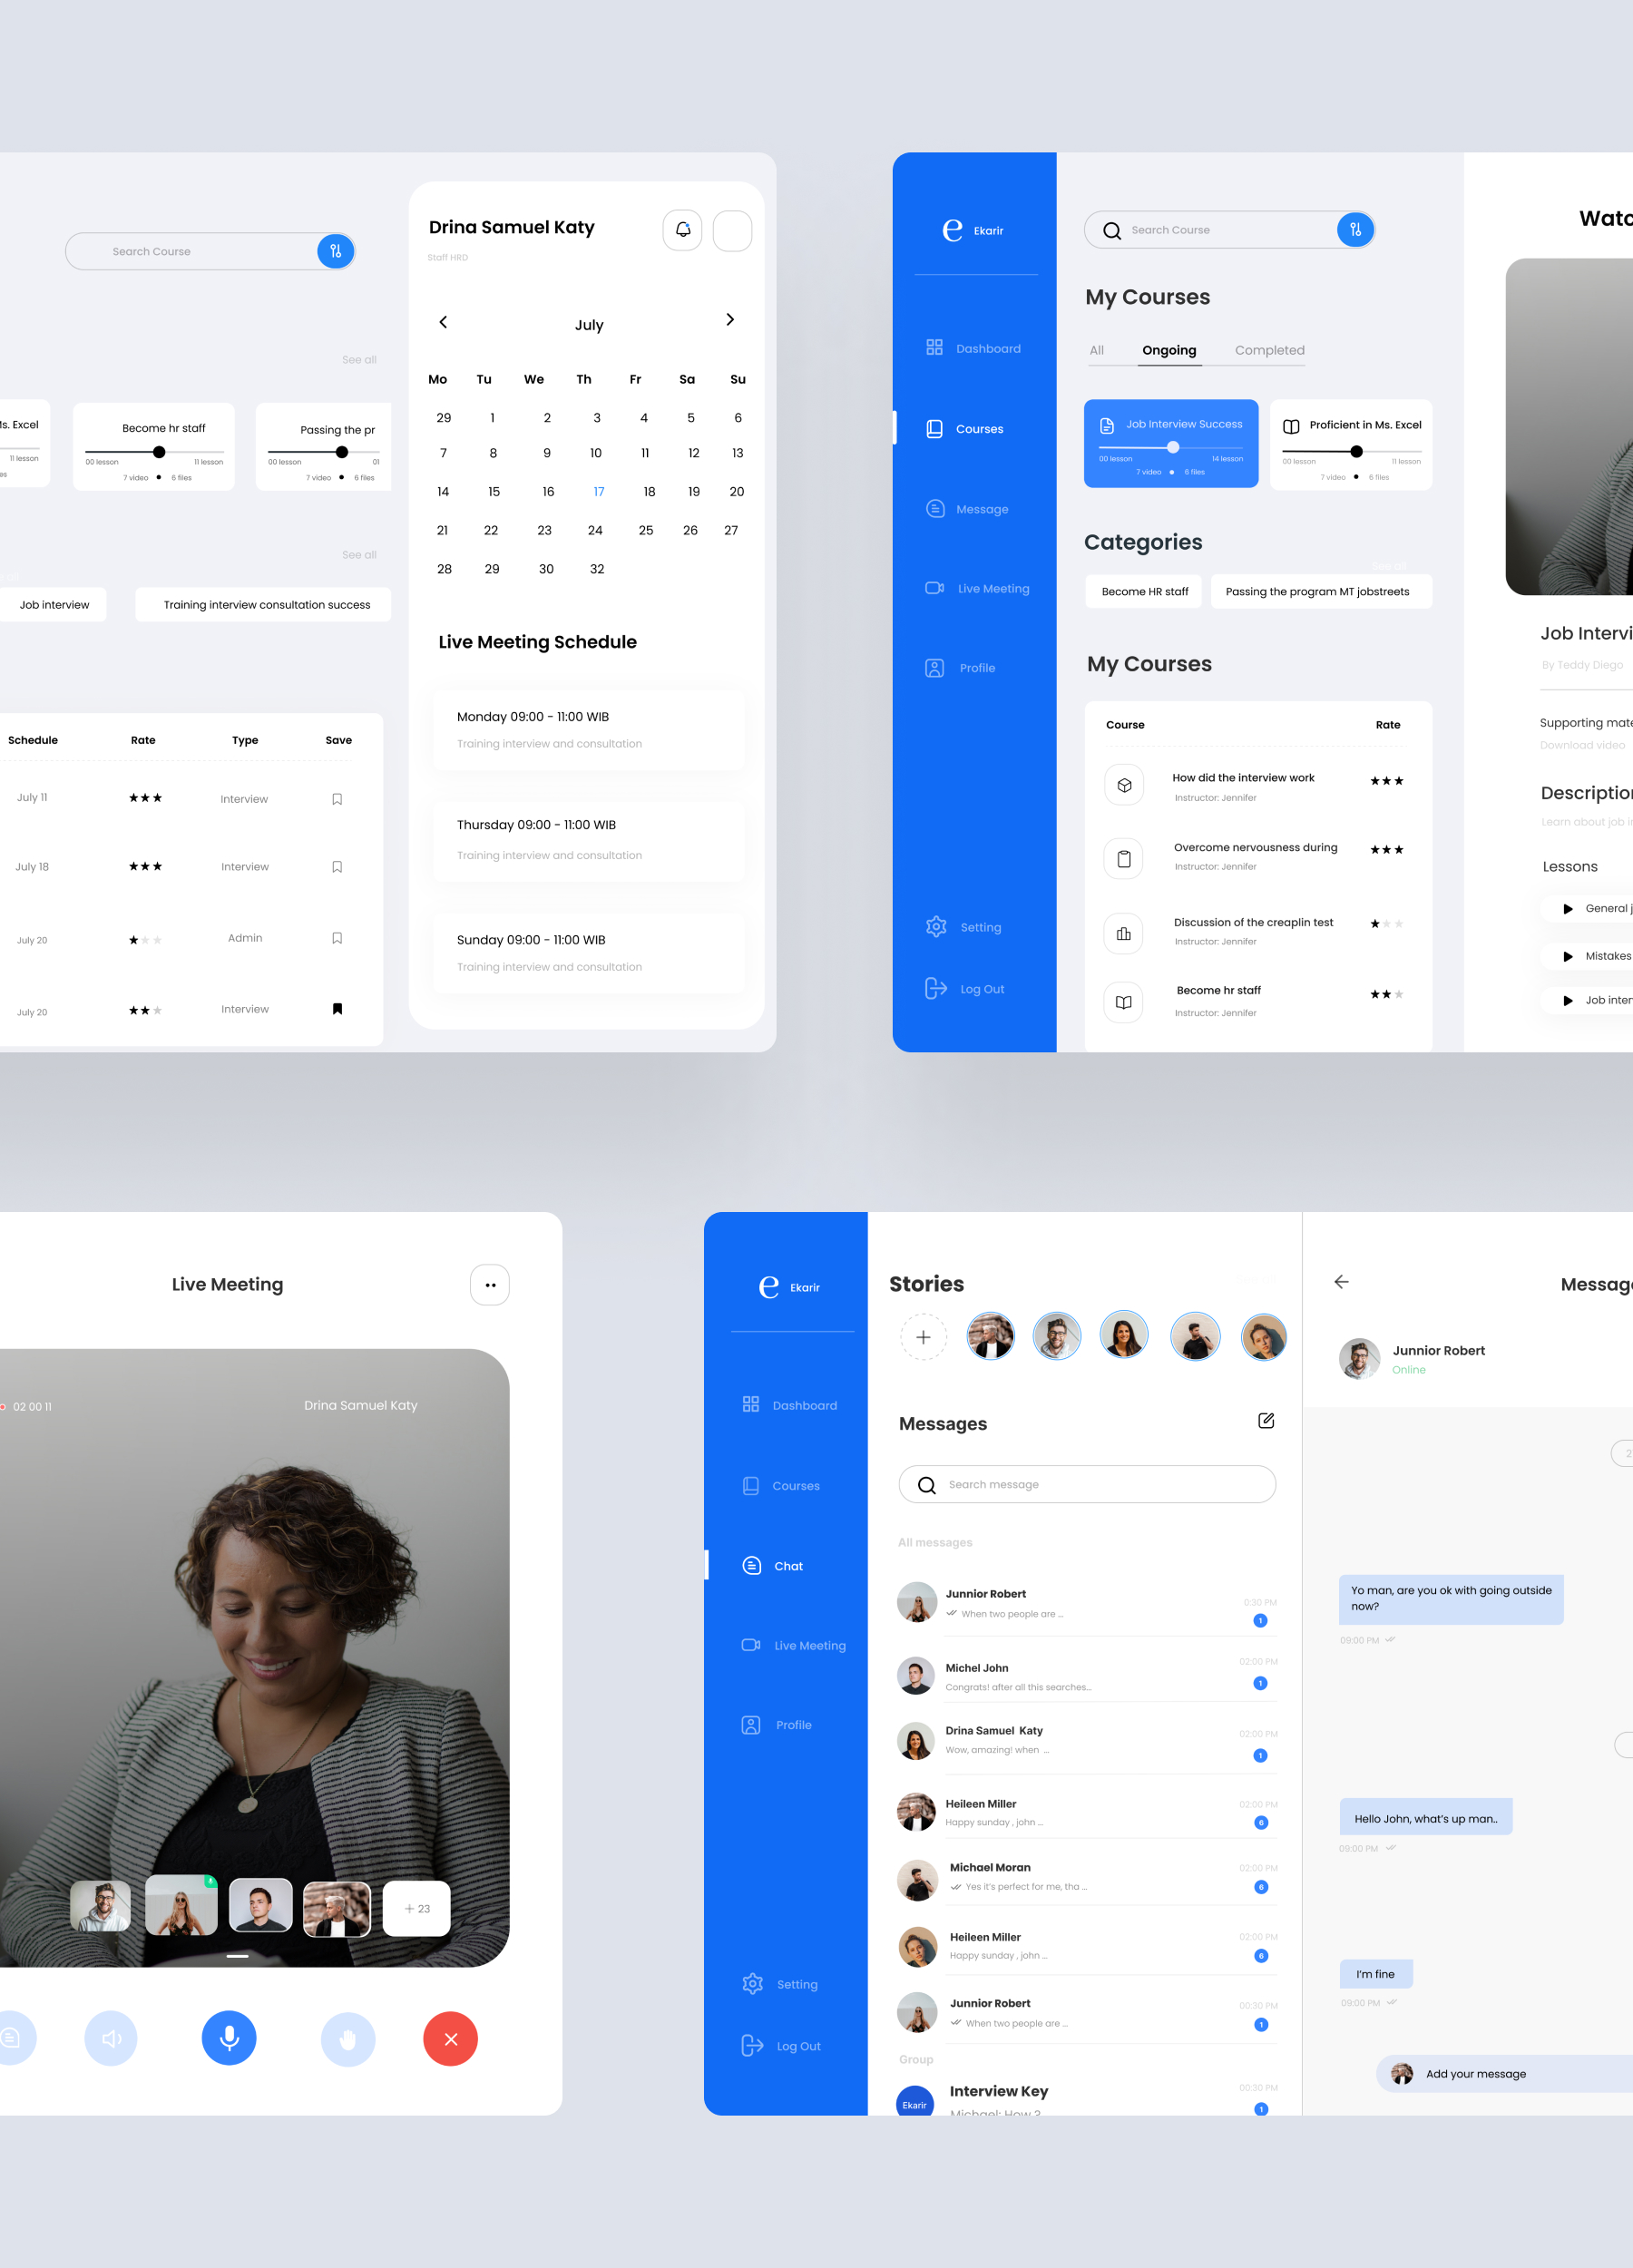 Search Course
See all
Ms. Excel
11 lesson
Become hr staff
00 lesson
11 lesson
7 video
6 files
Passing the pr
00 lesson
01
7 video
6 files
See all
Job interview
Training interview consultation success
Schedule
Rate
Type
Save
July 11
Interview
July 18
Interview
July 20
Admin
July 20
Interview
Drina Samuel Katy
Staff HRD
July
Mo Tu We Th Fr Sa Su
29 1 2 3 4 5 6
7 8 9 10 11 12 13
14 15 16 17 18 19 20
21 22 23 24 25 26 27
28 29 30 32
Live Meeting Schedule
Monday 09:00 - 11:00 WIB
Training interview and consultation
Thursday 09:00 - 11:00 WIB
Training interview and consultation
Sunday 09:00 - 11:00 WIB
Training interview and consultation
e Ekarir
Dashboard
Courses
Message
Live Meeting
Profile
Setting
Log Out
Search Course
My Courses
All Ongoing Completed
Job Interview Success
00 lesson
14 lesson
7 video
6 files
Proficient in Ms. Excel
00 lesson
11 lesson
7 video
6 files
Categories
See all
Become HR staff
Passing the program MT jobstreets
My Courses
Course
Rate
How did the interview work
Instructor: Jennifer
Overcome nervousness during
Instructor: Jennifer
Discussion of the creaplin test
Instructor: Jennifer
Become hr staff
Instructor: Jennifer
Watc
Job Intervi
By Teddy Diego
Supporting mate
Download video
Description
Learn about job in
Lessons
General j
Mistakes
Job inter
Live Meeting
02 00 11
Drina Samuel Katy
+ 23
e Ekarir
Dashboard
Courses
Chat
Live Meeting
Profile
Setting
Log Out
Stories
Messages
Search message
All messages
Junnior Robert
When two people are ...
0:30 PM
1
Michel John
Congrats! after all this searches...
02:00 PM
1
Drina Samuel Katy
Wow, amazing! when ...
02:00 PM
1
Heileen Miller
Happy sunday , john ...
02:00 PM
6
Michael Moran
Yes it's perfect for me, tha ...
02:00 PM
6
Heileen Miller
Happy sunday , john ...
02:00 PM
6
Junnior Robert
When two people are ...
00:30 PM
1
Group
Ekarir
Interview Key
Michael: How ?
00:30 PM
1
Message
Junnior Robert
Online
2
Yo man, are you ok with going outside
now?
09:00 PM
Hello John, what's up man..
09:00 PM
I'm fine
09:00 PM
Add your message